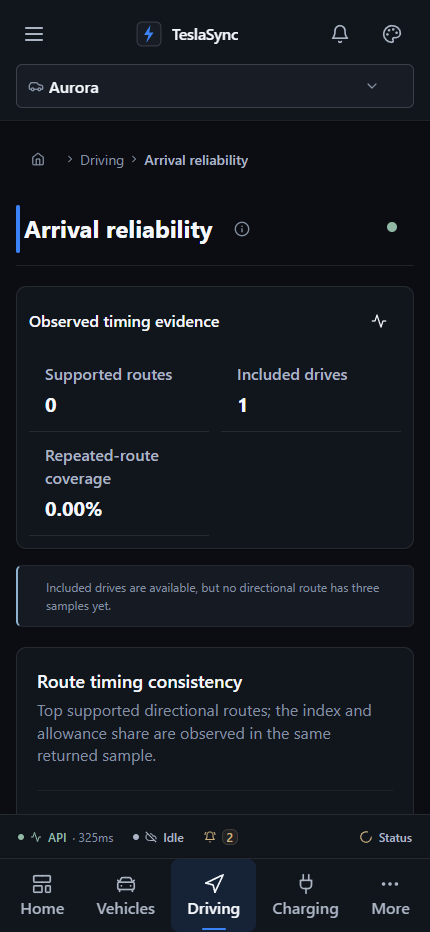 TeslaSync
Aurora
Driving
Arrival reliability
Arrival reliability
Observed timing evidence
Supported routes
0
Included drives
1
Repeated-route
coverage
0.00%
Included drives are available, but no directional route has three
samples yet.
Route timing consistency
Top supported directional routes; the index and
allowance share are observed in the same
returned sample.
API · 325ms
Idle
2
Status
Home
Vehicles
Driving
Charging
More